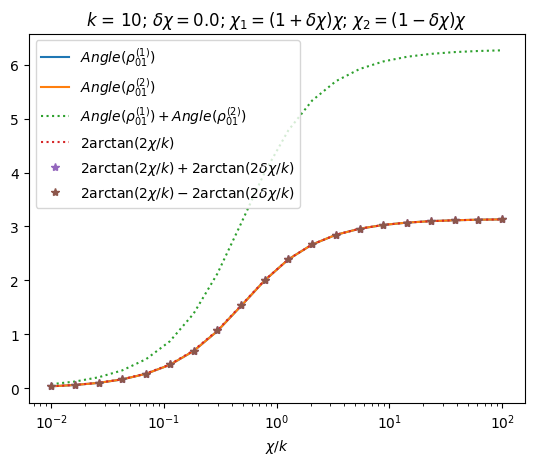 k = 10; δχ = 0.0; χ₁ = (1 + δχ)χ; χ₂ = (1 − δχ)χ
Angle(ρ₀₁⁽¹⁾)
Angle(ρ₀₁⁽²⁾)
Angle(ρ₀₁⁽¹⁾) + Angle(ρ₀₁⁽²⁾)
2arctan(2χ/k)
2arctan(2χ/k) + 2arctan(2δχ/k)
2arctan(2χ/k) − 2arctan(2δχ/k)
6
5
4
3
2
1
0
10⁻² 10⁻¹ 10⁰ 10¹ 10²
χ/k